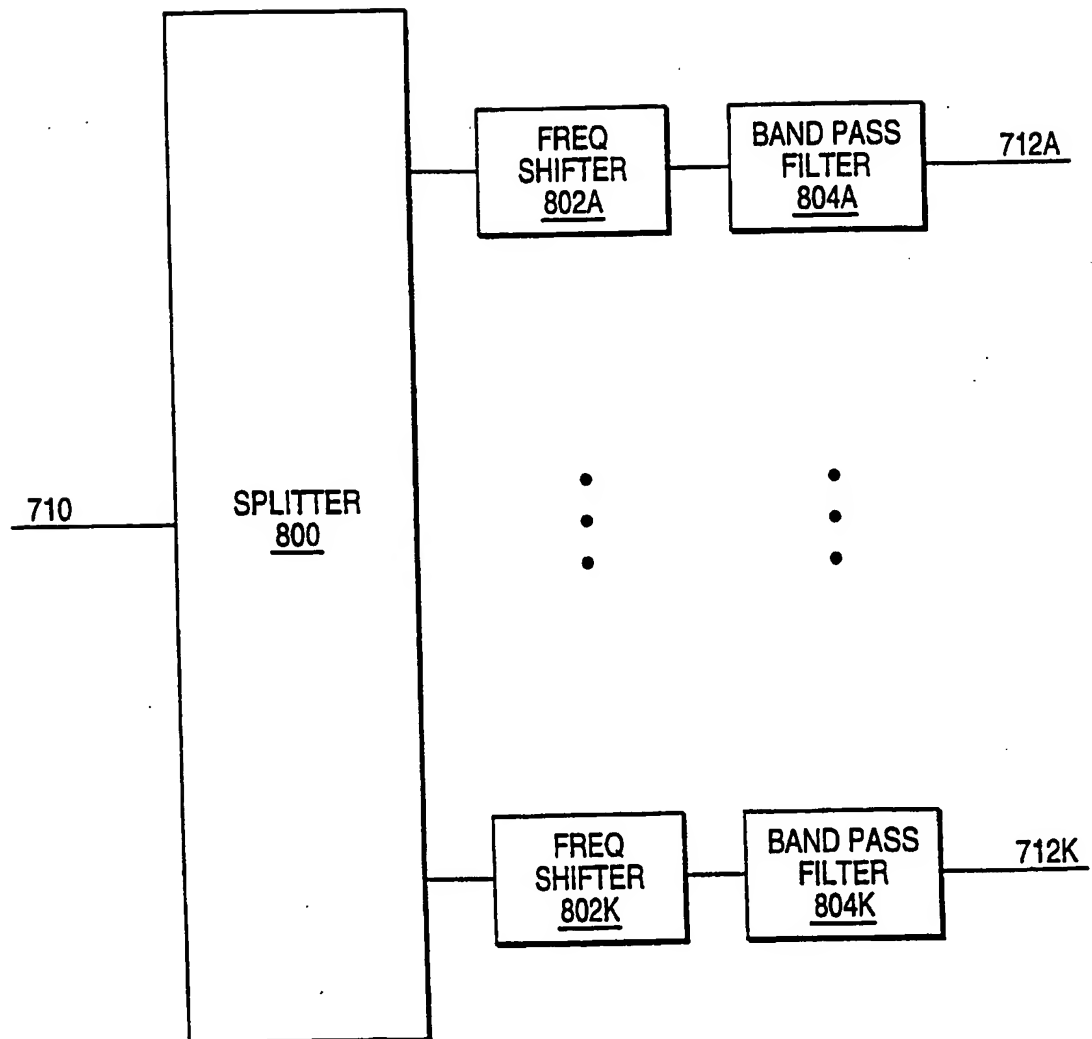 FREQ
SHIFTER
802A
BAND PASS
FILTER
804A
712A
710
SPLITTER
800
FREQ
SHIFTER
802K
BAND PASS
FILTER
804K
712K